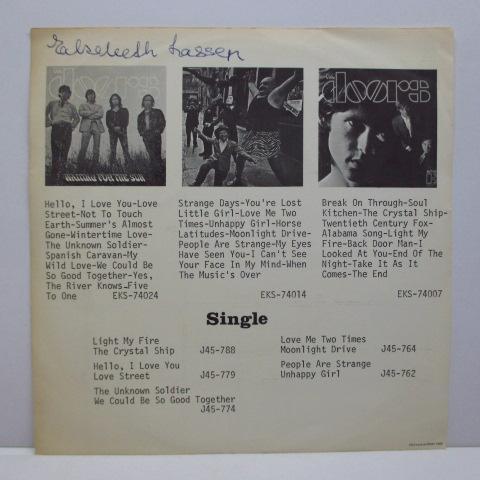 Lassen
the doors
WAITING FOR THE SUN
the doors
Hello, I Love You-Love
Street-Not To Touch
Earth-Summer's Almost
Gone-Wintertime Love-
The Unknown Soldier-
Spanish Caravan-My
Wild Love-We Could Be
So Good Together-Yes,
The River Knows-Five
To One EKS-74024
Strange Days-You're Lost
Little Girl-Love Me Two
Times-Unhappy Girl-Horse
Latitudes-Moonlight Drive-
People Are Strange-My Eyes
Have Seen You-I Can't See
Your Face In My Mind-When
The Music's Over
EKS-74014
Break On Through-Soul
Kitchen-The Crystal Ship-
Twentieth Century Fox-
Alabama Song-Light My
Fire-Back Door Man-I
Looked At You-End Of The
Night-Take It As It
Comes-The End
EKS-74007
Single
Light My Fire
The Crystal Ship J45-788
Hello, I Love You
Love Street J45-779
The Unknown Soldier
We Could Be So Good Together
J45-774
Love Me Two Times
Moonlight Drive J45-764
People Are Strange
Unhappy Girl J45-762